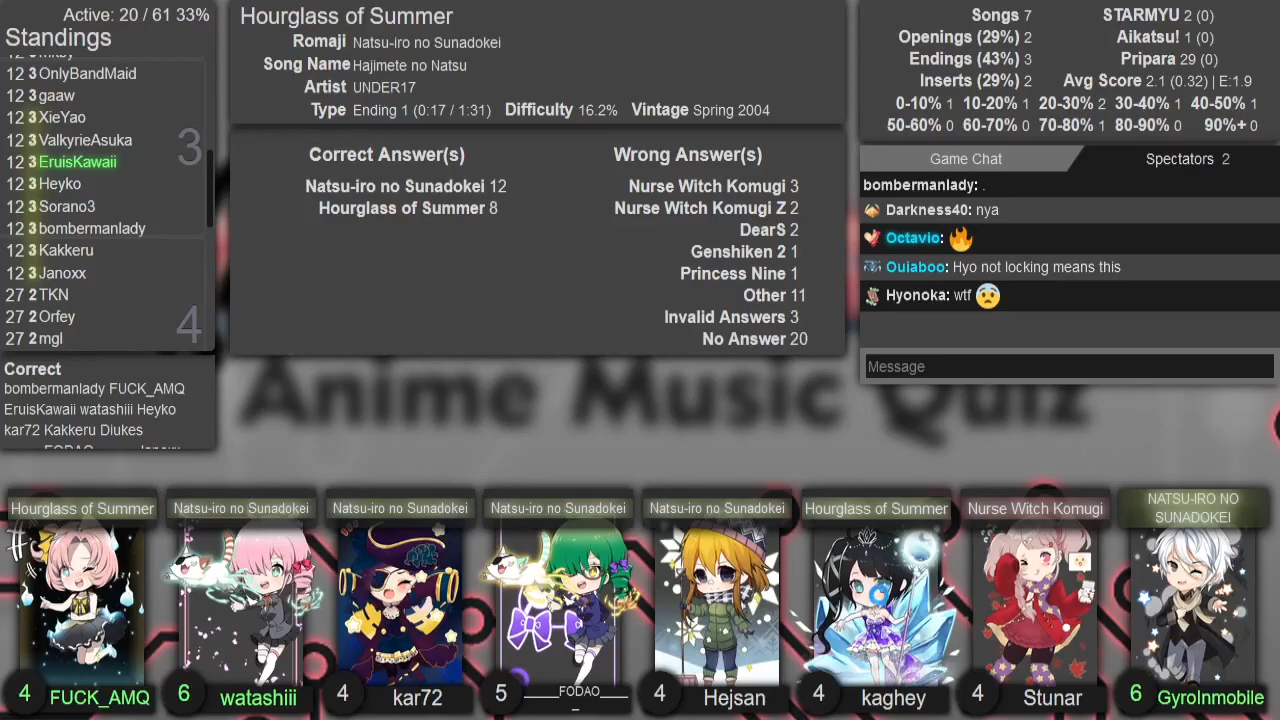 Active: 20 / 61 33%
Standings
12 3 OnlyBandMaid
12 3 gaaw
12 3 XieYao
12 3 ValkyrieAsuka
3
12 3 EruisKawaii
12 3 Heyko
12 3 Sorano3
12 3 bombermanlady
12 3 Kakkeru
12 3 Janoxx
27 2 TKN
27 2 Orfey
4
27 2 mgl
Correct
bombermanlady FUCK_AMQ
EruisKawaii watashiii Heyko
kar72 Kakkeru Diukes
Hourglass of Summer
Romaji Natsu-iro no Sunadokei
Song Name Hajimete no Natsu
Artist UNDER17
Type Ending 1 (0:17 / 1:31) Difficulty 16.2% Vintage Spring 2004
Correct Answer(s)
Natsu-iro no Sunadokei 12
Hourglass of Summer 8
Wrong Answer(s)
Nurse Witch Komugi 3
Nurse Witch Komugi Z 2
DearS 2
Genshiken 2 1
Princess Nine 1
Other 11
Invalid Answers 3
No Answer 20
Songs 7 STARMYU 2 (0)
Openings (29%) 2 Aikatsu! 1 (0)
Endings (43%) 3 Pripara 29 (0)
Inserts (29%) 2 Avg Score 2.1 (0.32) | E:1.9
0-10% 1 10-20% 1 20-30% 2 30-40% 1 40-50% 1
50-60% 0 60-70% 0 70-80% 1 80-90% 0 90%+ 0
Game Chat Spectators 2
bombermanlady: .
Darkness40: nya
Octavio:
Ouiaboo: Hyo not locking means this
Hyonoka: wtf
Message
Anime Music Quiz
Hourglass of Summer
4 FUCK_AMQ
Natsu-iro no Sunadokei
6 watashiii
Natsu-iro no Sunadokei
4 kar72
Natsu-iro no Sunadokei
5 _____FODAO_____
Natsu-iro no Sunadokei
4 Hejsan
Hourglass of Summer
4 kaghey
Nurse Witch Komugi
4 Stunar
NATSU-IRO NO
SUNADOKEI
6 GyroInmobile